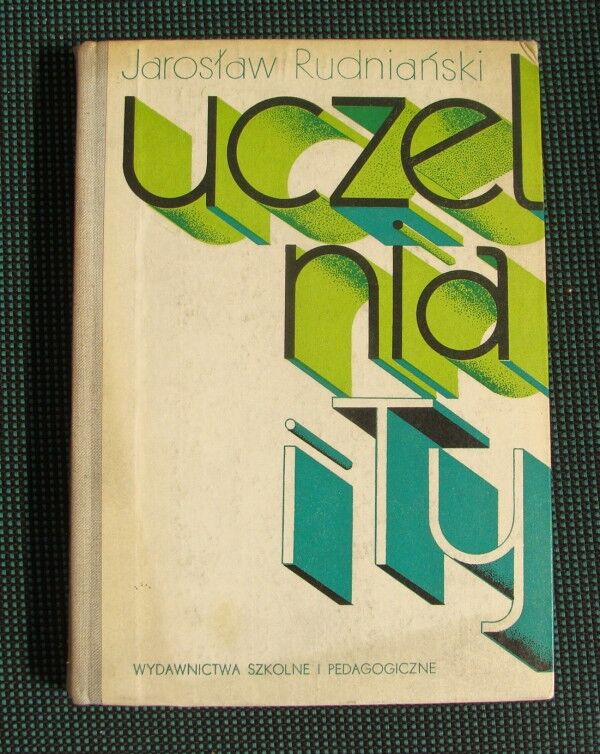 Jarosław Rudniański
uczel
nia
i Ty
WYDAWNICTWA SZKOLNE I PEDAGOGICZNE